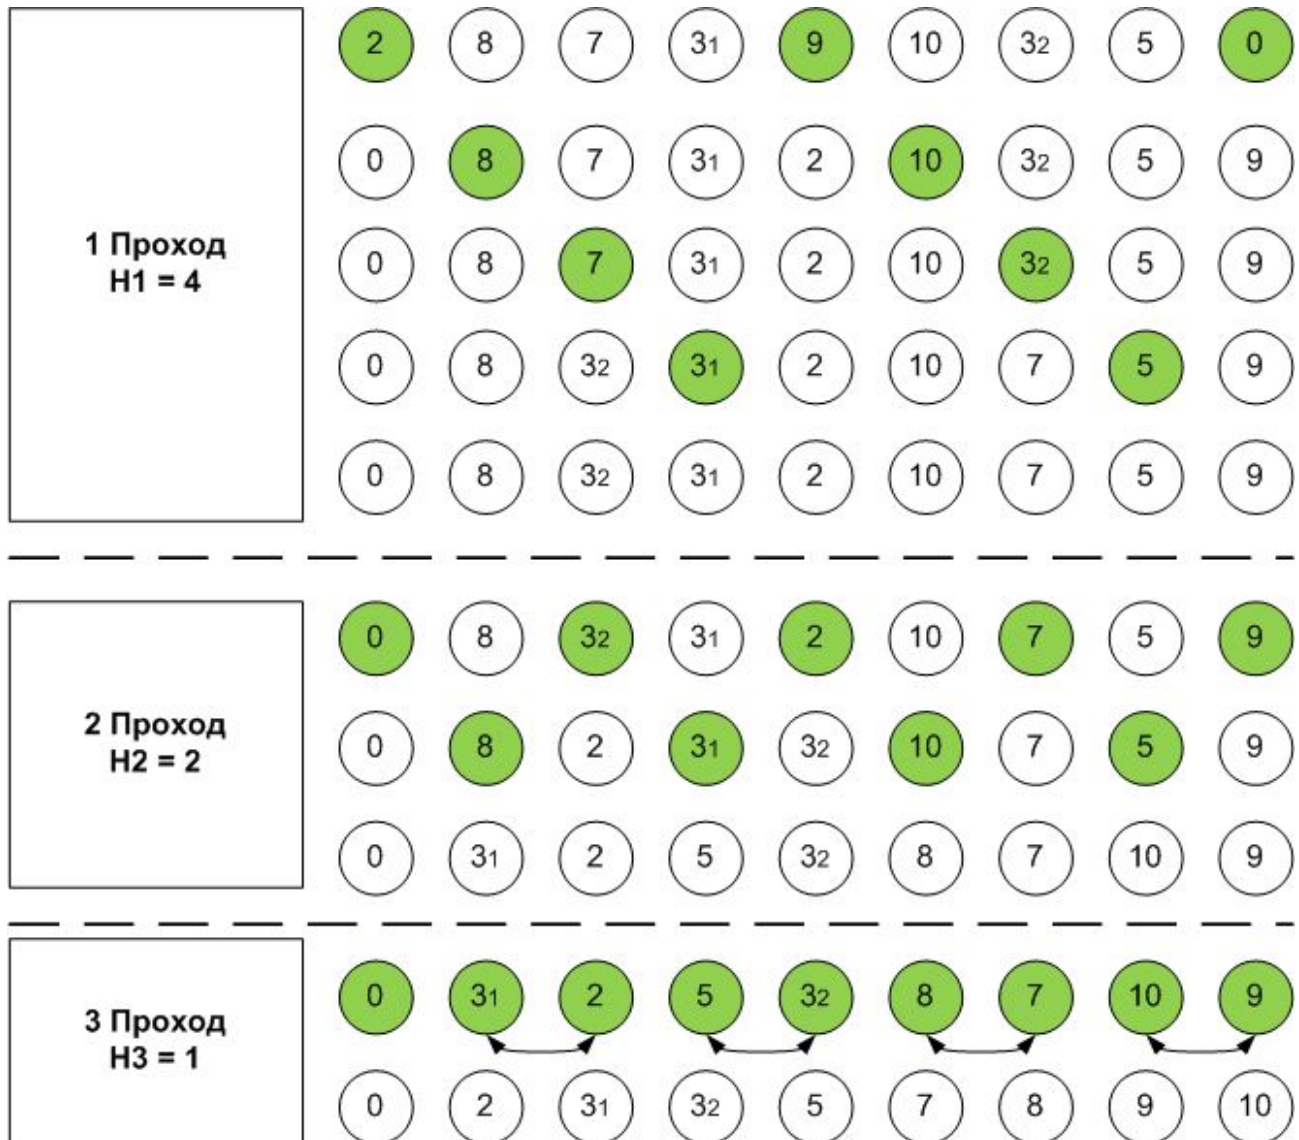 2 8 7 31 9 10 32 5 0
0 8 7 31 2 10 32 5 9
1 Проход
H1 = 4
0 8 7 31 2 10 32 5 9
0 8 32 31 2 10 7 5 9
0 8 32 31 2 10 7 5 9
0 8 32 31 2 10 7 5 9
2 Проход
H2 = 2
0 8 2 31 32 10 7 5 9
0 31 2 5 32 8 7 10 9
3 Проход
H3 = 1
0 31 2 5 32 8 7 10 9
0 2 31 32 5 7 8 9 10